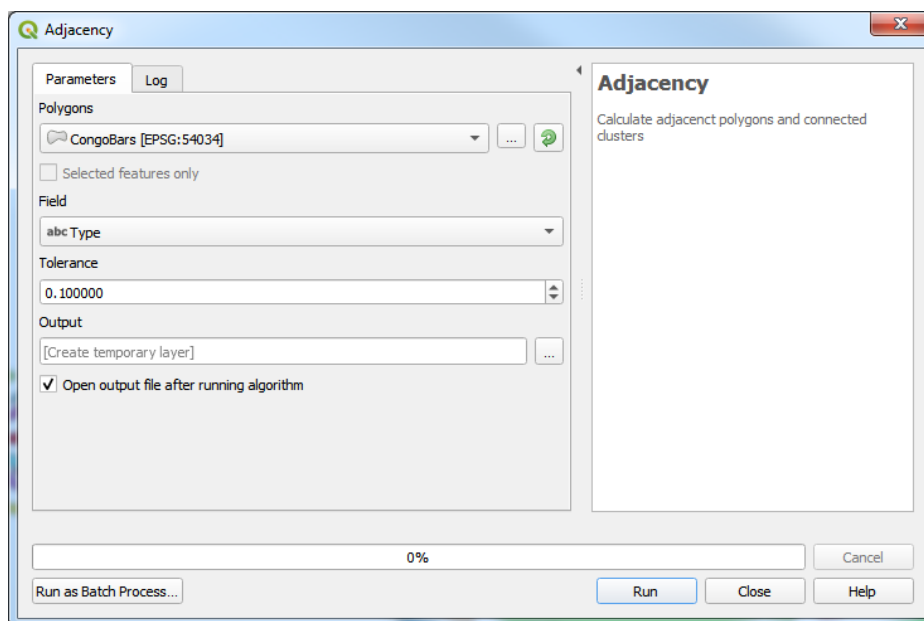 Adjacency
Parameters
Log
Polygons
CongoBars [EPSG:54034]
...
Selected features only
Field
abc Type
Tolerance
0.100000
Output
[Create temporary layer]
...
Open output file after running algorithm
Adjacency
Calculate adjacenct polygons and connected
clusters
0%
Cancel
Run as Batch Process...
Run
Close
Help